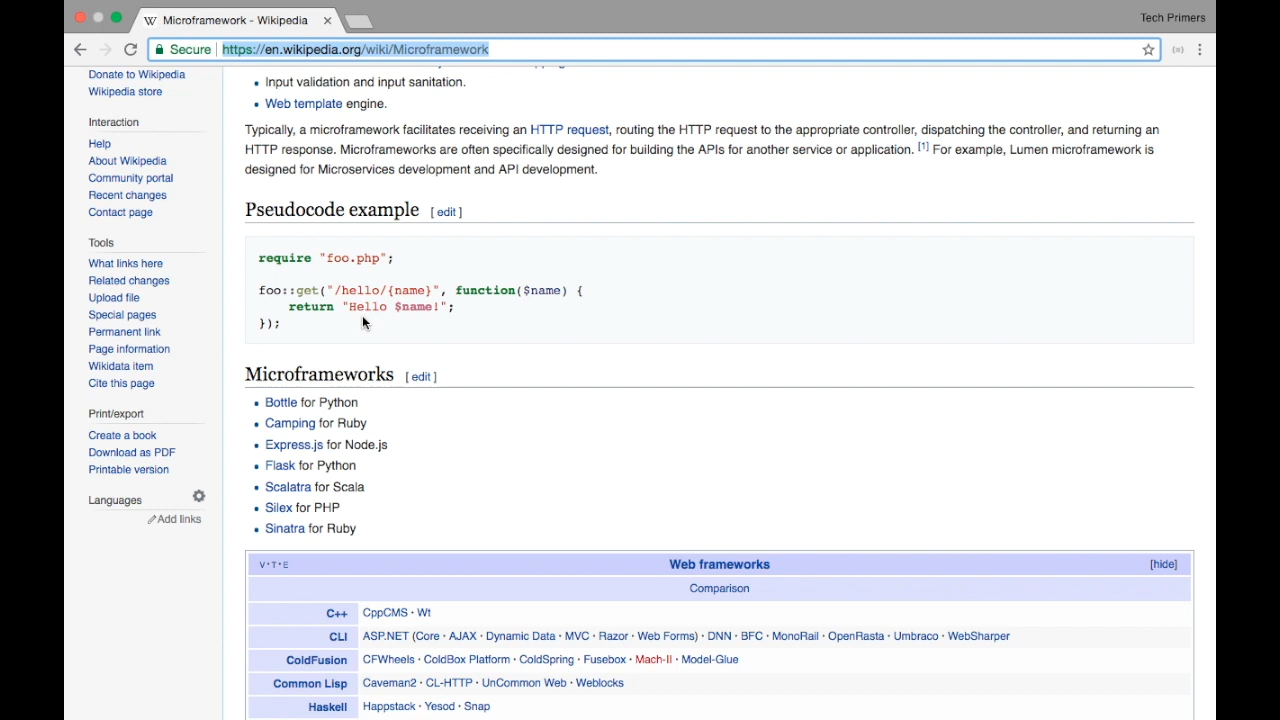 Microframework - Wikipedia
Tech Primers
Secure https://en.wikipedia.org/wiki/Microframework
Donate to Wikipedia
Wikipedia store
Interaction
Help
About Wikipedia
Community portal
Recent changes
Contact page
Tools
What links here
Related changes
Upload file
Special pages
Permanent link
Page information
Wikidata item
Cite this page
Print/export
Create a book
Download as PDF
Printable version
Languages
Add links
Input validation and input sanitation.
Web template engine.
Typically, a microframework facilitates receiving an HTTP request, routing the HTTP request to the appropriate controller, dispatching the controller, and returning an
HTTP response. Microframeworks are often specifically designed for building the APIs for another service or application. [1] For example, Lumen microframework is
designed for Microservices development and API development.
Pseudocode example [ edit ]
require "foo.php";
foo::get("/hello/{name}", function($name) {
return "Hello $name!";
});
Microframeworks [ edit ]
Bottle for Python
Camping for Ruby
Express.js for Node.js
Flask for Python
Scalatra for Scala
Silex for PHP
Sinatra for Ruby
V·T·E Web frameworks [hide]
Comparison
C++ CppCMS · Wt
CLI ASP.NET (Core · AJAX · Dynamic Data · MVC · Razor · Web Forms) · DNN · BFC · MonoRail · OpenRasta · Umbraco · WebSharper
ColdFusion CFWheels · ColdBox Platform · ColdSpring · Fusebox · Mach-II · Model-Glue
Common Lisp Caveman2 · CL-HTTP · UnCommon Web · Weblocks
Haskell Happstack · Yesod · Snap